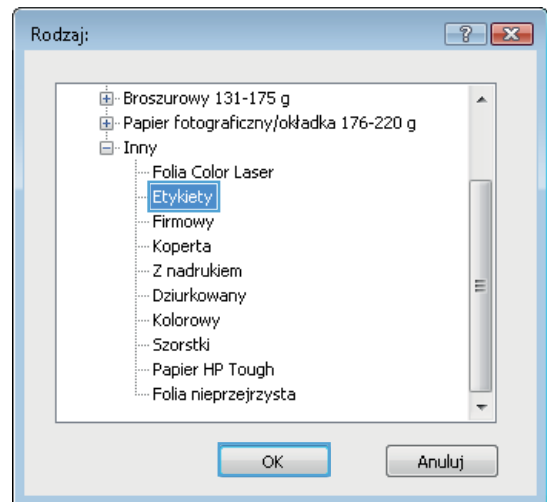 Rodzaj:
Broszurowy 131-175 g
Papier fotograficzny/okładka 176-220 g
Inny
Folia Color Laser
Etykiety
Firmowy
Koperta
Z nadrukiem
Dziurkowany
Kolorowy
Szorstki
Papier HP Tough
Folia nieprzejrzysta
OK Anuluj